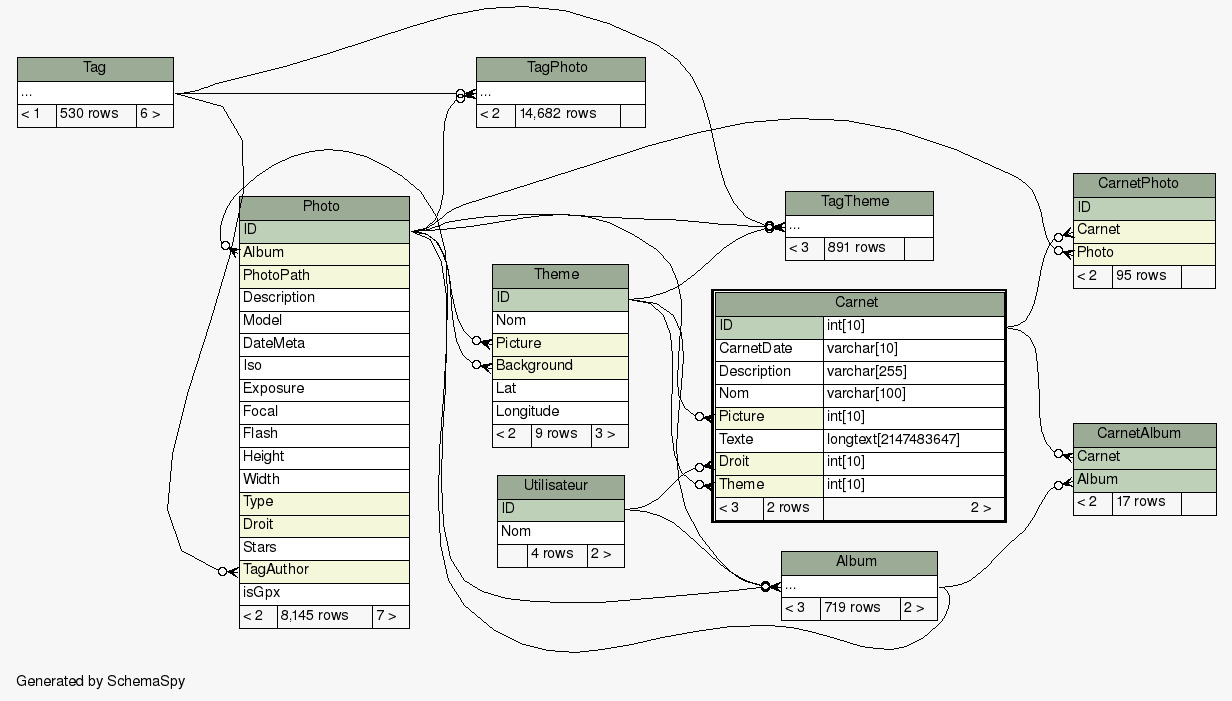 Tag
...
< 1 530 rows 6 >
TagPhoto
...
< 2 14,682 rows
Photo
ID
Album
PhotoPath
Description
Model
DateMeta
Iso
Exposure
Focal
Flash
Height
Width
Type
Droit
Stars
TagAuthor
isGpx
< 2 8,145 rows 7 >
Theme
ID
Nom
Picture
Background
Lat
Longitude
< 2 9 rows 3 >
Utilisateur
ID
Nom
4 rows 2 >
TagTheme
...
< 3 891 rows
Carnet
ID int[10]
CarnetDate varchar[10]
Description varchar[255]
Nom varchar[100]
Picture int[10]
Texte longtext[2147483647]
Droit int[10]
Theme int[10]
< 3 2 rows 2 >
Album
...
< 3 719 rows 2 >
CarnetPhoto
ID
Carnet
Photo
< 2 95 rows
CarnetAlbum
Carnet
Album
< 2 17 rows
Generated by SchemaSpy